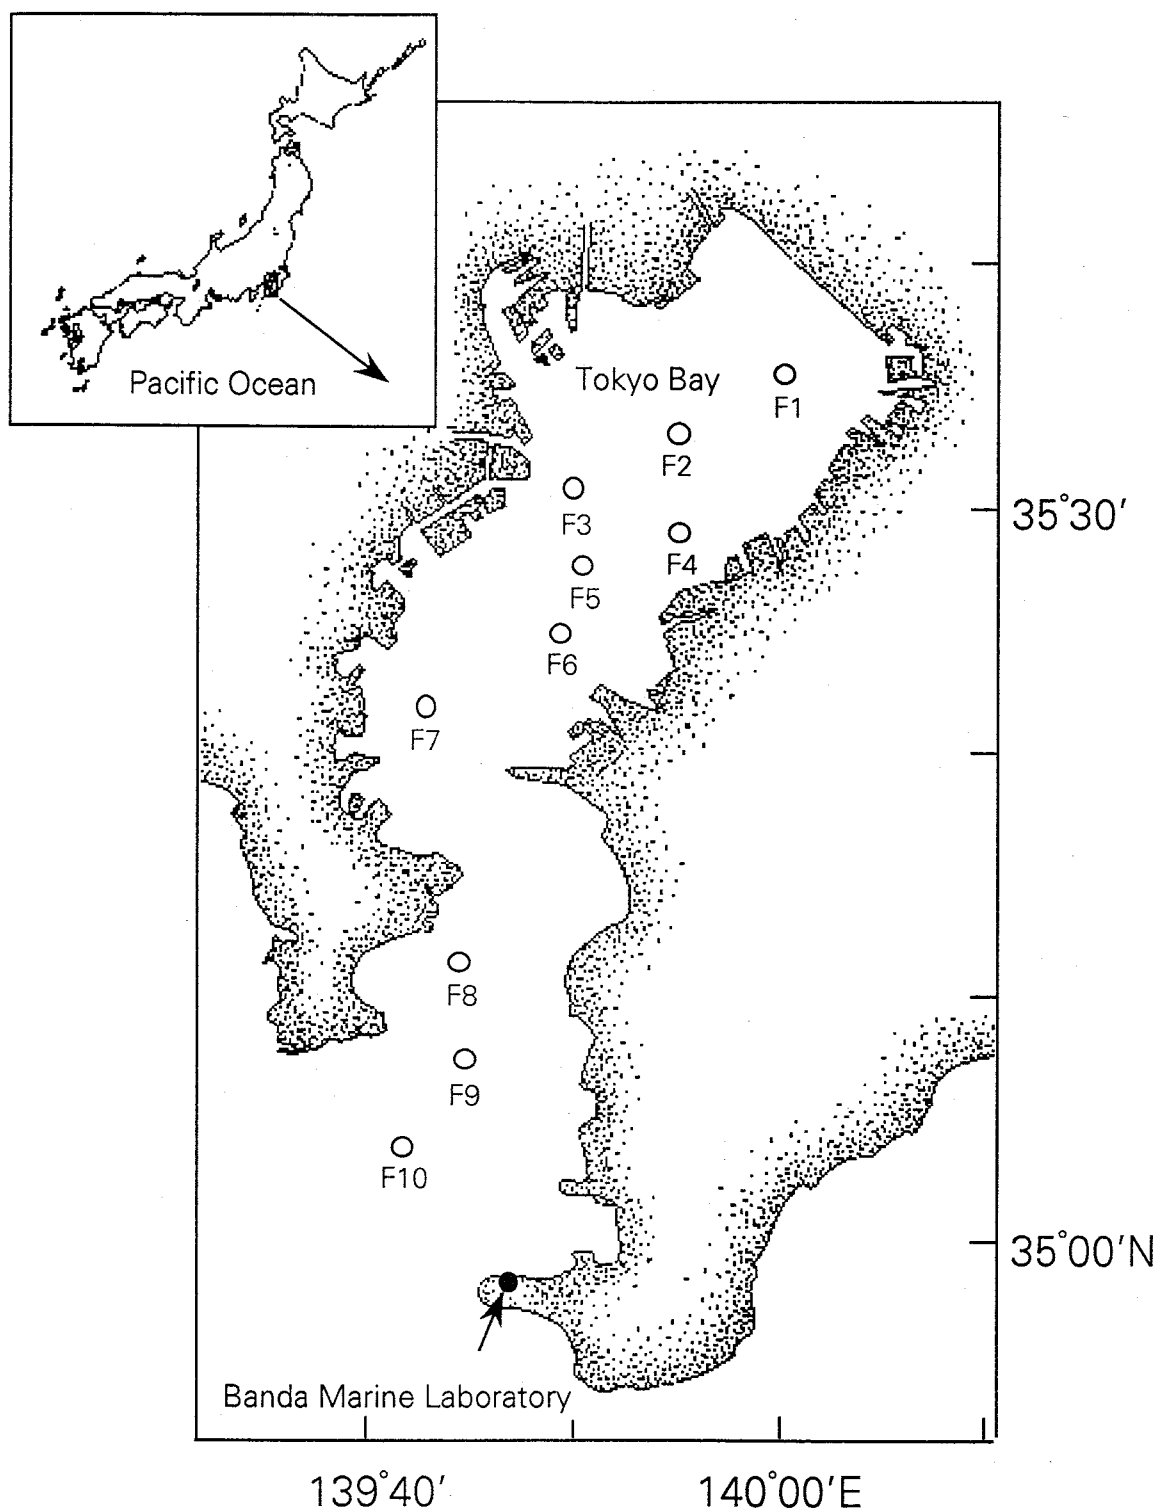 Pacific Ocean
Tokyo Bay
F1
F2
F3
35°30′
F4
F5
F6
F7
F8
F9
F10
35°00′N
Banda Marine Laboratory
139°40′
140°00′E